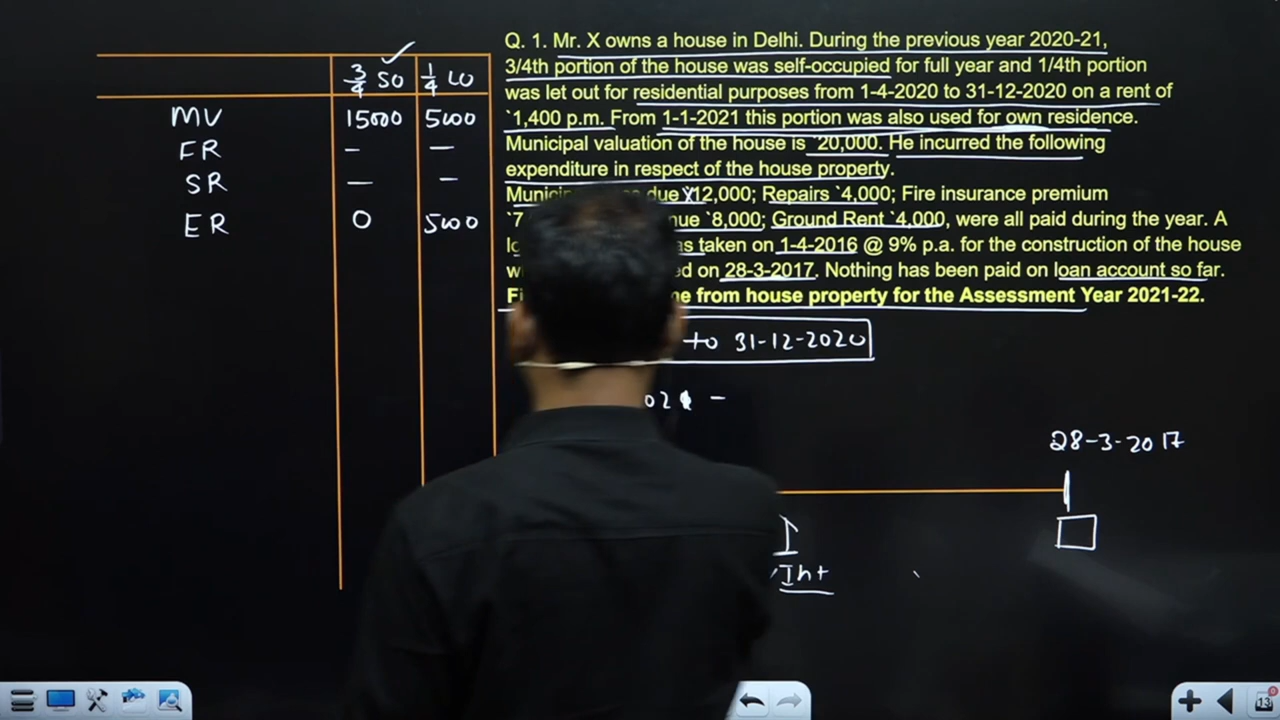 Q. 1. Mr. X owns a house in Delhi. During the previous year 2020-21,
3/4th portion of the house was self-occupied for full year and 1/4th portion
was let out for residential purposes from 1-4-2020 to 31-12-2020 on a rent of
`1,400 p.m. From 1-1-2021 this portion was also used for own residence.
Municipal valuation of the house is `20,000. He incurred the following
expenditure in respect of the house property.
due `12,000; Repairs `4,000; Fire insurance premium
`8,000; Ground Rent `4,000, were all paid during the year. A
taken on 1-4-2016 @ 9% p.a. for the construction of the house
on 28-3-2017. Nothing has been paid on loan account so far.
from house property for the Assessment Year 2021-22.
3/4 SO 1/4 LO
MV 15000 5000
FR - -
SR - -
ER 0 5000
to 31-12-2020
28-3-2017
I
Int
13